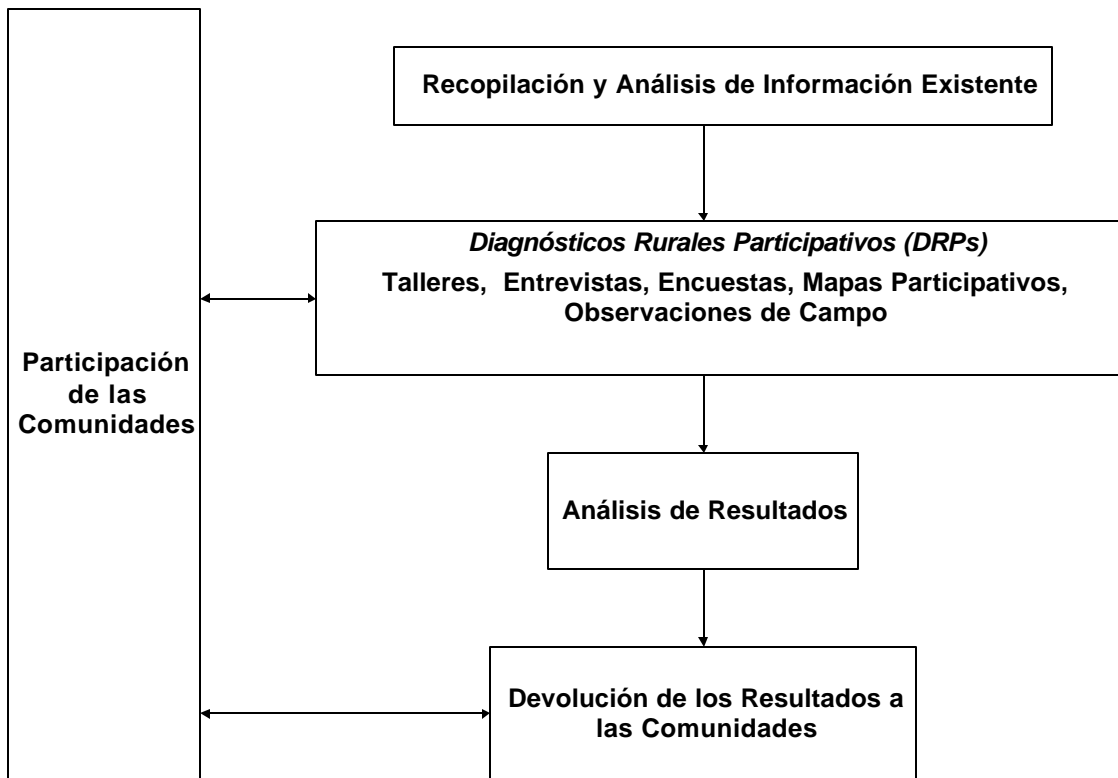 Recopilación y Análisis de Información Existente
Diagnósticos Rurales Participativos (DRPs)
Talleres, Entrevistas, Encuestas, Mapas Participativos,
Observaciones de Campo
Participación
de las
Comunidades
Análisis de Resultados
Devolución de los Resultados a
las Comunidades